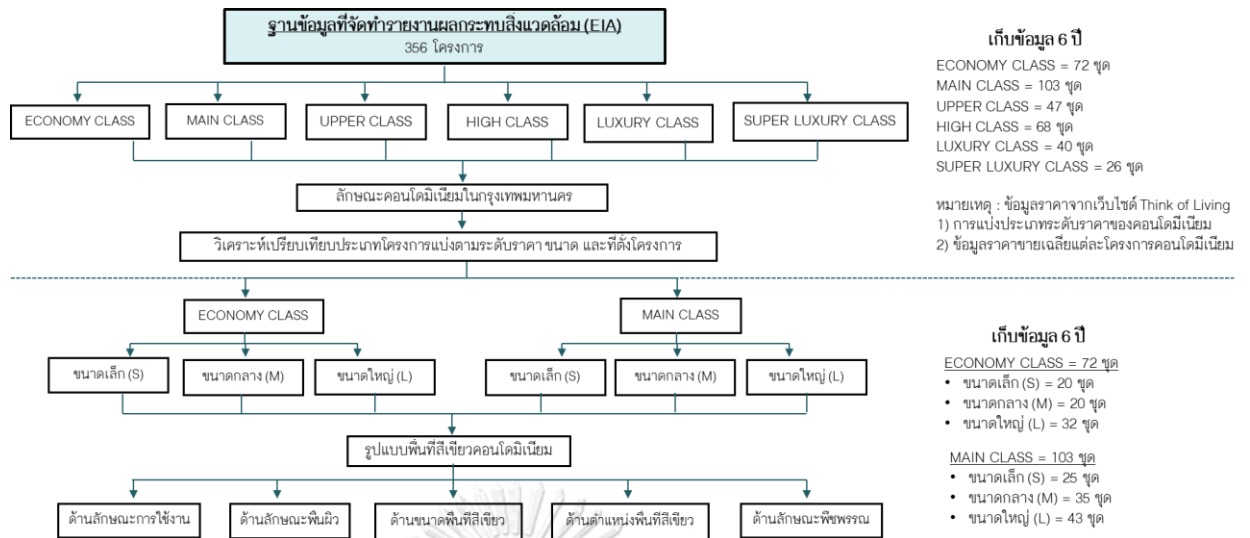 ฐานข้อมูลที่จัดทำรายงานผลกระทบสิ่งแวดล้อม (EIA)
356 โครงการ
ECONOMY CLASS
MAIN CLASS
UPPER CLASS
HIGH CLASS
LUXURY CLASS
SUPER LUXURY CLASS
ลักษณะคอนโดมิเนียมในกรุงเทพมหานคร
วิเคราะห์เปรียบเทียบประเภทโครงการแบ่งตามระดับราคา ขนาด และที่ตั้งโครงการ
เก็บข้อมูล 6 ปี
ECONOMY CLASS = 72 ชุด
MAIN CLASS = 103 ชุด
UPPER CLASS = 47 ชุด
HIGH CLASS = 68 ชุด
LUXURY CLASS = 40 ชุด
SUPER LUXURY CLASS = 26 ชุด
หมายเหตุ : ข้อมูลราคาจากเว็บไซด์ Think of Living
1) การแบ่งประเภทระดับราคาของคอนโดมีเนียม
2) ข้อมูลราคาขายเฉลี่ยแต่ละโครงการคอนโดมีเนียม
ECONOMY CLASS
MAIN CLASS
ขนาดเล็ก (S)
ขนาดกลาง (M)
ขนาดใหญ่ (L)
ขนาดเล็ก (S)
ขนาดกลาง (M)
ขนาดใหญ่ (L)
รูปแบบพื้นที่สีเขียวคอนโดมิเนียม
ด้านลักษณะการใช้งาน
ด้านลักษณะพื้นผิว
ด้านขนาดพื้นที่สีเขียว
ด้านตำแหน่งพื้นที่สีเขียว
ด้านลักษณะพืชพรรณ
เก็บข้อมูล 6 ปี
ECONOMY CLASS = 72 ชุด
• ขนาดเล็ก (S) = 20 ชุด
• ขนาดกลาง (M) = 20 ชุด
• ขนาดใหญ่ (L) = 32 ชุด
MAIN CLASS = 103 ชุด
• ขนาดเล็ก (S) = 25 ชุด
• ขนาดกลาง (M) = 35 ชุด
• ขนาดใหญ่ (L) = 43 ชุด